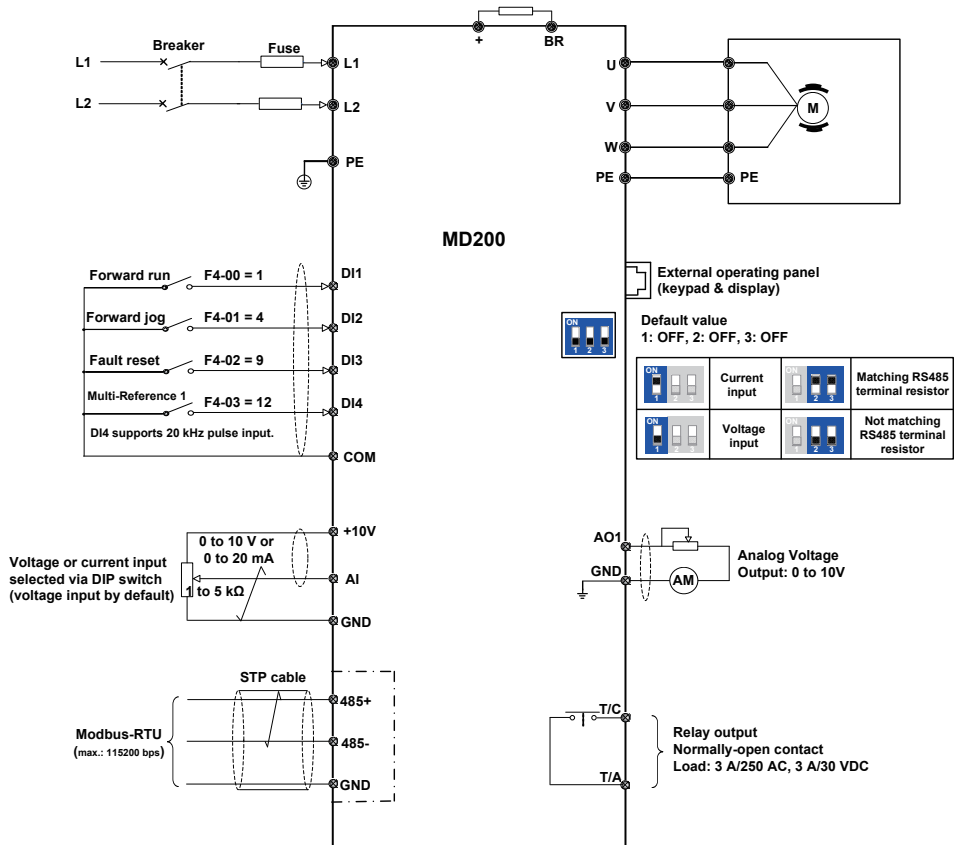 +
BR
Breaker
Fuse
L1
L1
L2
L2
PE
U
V
W
PE
PE
M
MD200
Forward run
F4-00 = 1
DI1
Forward jog
F4-01 = 4
DI2
Fault reset
F4-02 = 9
DI3
Multi-Reference 1
F4-03 = 12
DI4
DI4 supports 20 kHz pulse input.
COM
External operating panel
(keypad & display)
ON
1 2 3
Default value
1: OFF, 2: OFF, 3: OFF
ON
1 2 3
Current
input
ON
1 2 3
Matching RS485
terminal resistor
ON
1 2 3
Voltage
input
ON
1 2 3
Not matching
RS485 terminal
resistor
+10V
0 to 10 V or
0 to 20 mA
Voltage or current input
selected via DIP switch
(voltage input by default)
1 to 5 kΩ
AI
GND
AO1
GND
AM
Analog Voltage
Output: 0 to 10V
STP cable
485+
Modbus-RTU
(max.: 115200 bps)
485-
GND
T/C
T/A
Relay output
Normally-open contact
Load: 3 A/250 AC, 3 A/30 VDC